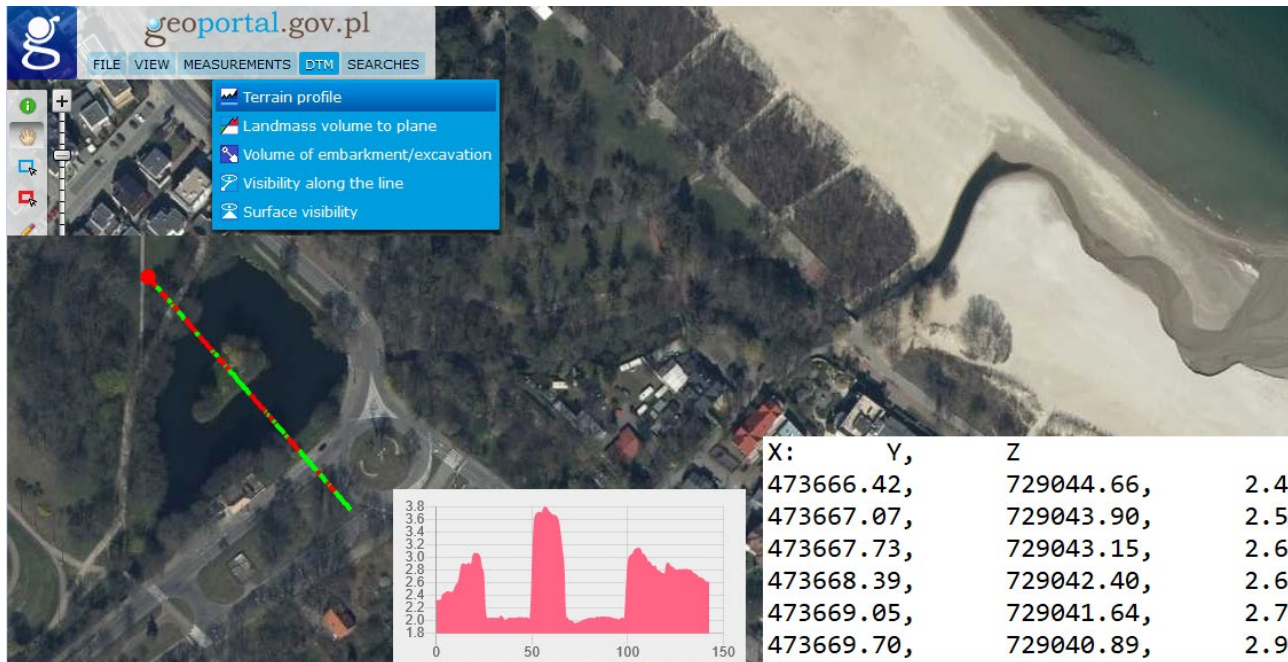 geoportal.gov.pl
FILE VIEW MEASUREMENTS DTM SEARCHES
Terrain profile
Landmass volume to plane
Volume of embarkment/excavation
Visibility along the line
Surface visibility
3.8
3.6
3.4
3.2
3.0
2.8
2.6
2.4
2.2
2.0
1.8
0 50 100 150
X: Y, Z
473666.42, 729044.66, 2.4
473667.07, 729043.90, 2.5
473667.73, 729043.15, 2.6
473668.39, 729042.40, 2.6
473669.05, 729041.64, 2.7
473669.70, 729040.89, 2.9